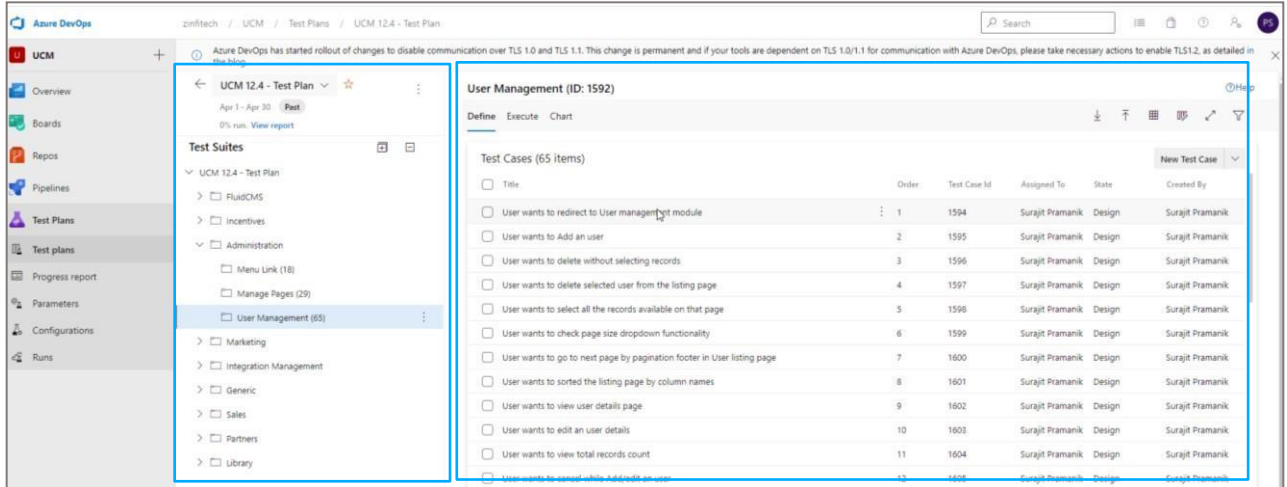 Azure DevOps
zinfitech / UCM / Test Plans / UCM 12.4 - Test Plan
Search
PS
U UCM
Azure DevOps has started rollout of changes to disable communication over TLS 1.0 and TLS 1.1. This change is permanent and if your tools are dependent on TLS 1.0/1.1 for communication with Azure DevOps, please take necessary actions to enable TLS1.2, as detailed in
the blog
Overview
Boards
Repos
Pipelines
Test Plans
Test plans
Progress report
Parameters
Configurations
Runs
UCM 12.4 - Test Plan
Apr 1 - Apr 30 Past
0% run. View report
Test Suites
UCM 12.4 - Test Plan
FluidCMS
Incentives
Administration
Menu Link (18)
Manage Pages (29)
User Management (65)
Marketing
Integration Management
Generic
Sales
Partners
Library
User Management (ID: 1592)
Help
Define Execute Chart
Test Cases (65 items)
New Test Case
Title Order Test Case Id Assigned To State Created By
User wants to redirect to User management module 1 1594 Surajit Pramanik Design Surajit Pramanik
User wants to Add an user 2 1595 Surajit Pramanik Design Surajit Pramanik
User wants to delete without selecting records 3 1596 Surajit Pramanik Design Surajit Pramanik
User wants to delete selected user from the listing page 4 1597 Surajit Pramanik Design Surajit Pramanik
User wants to select all the records available on that page 5 1598 Surajit Pramanik Design Surajit Pramanik
User wants to check page size dropdown functionality 6 1599 Surajit Pramanik Design Surajit Pramanik
User wants to go to next page by pagination footer in User listing page 7 1600 Surajit Pramanik Design Surajit Pramanik
User wants to sorted the listing page by column names 8 1601 Surajit Pramanik Design Surajit Pramanik
User wants to view user details page 9 1602 Surajit Pramanik Design Surajit Pramanik
User wants to edit an user details 10 1603 Surajit Pramanik Design Surajit Pramanik
User wants to view total records count 11 1604 Surajit Pramanik Design Surajit Pramanik
User wants to cancel while Add/edit an user 12 1605 Surajit Pramanik Design Surajit Pramanik